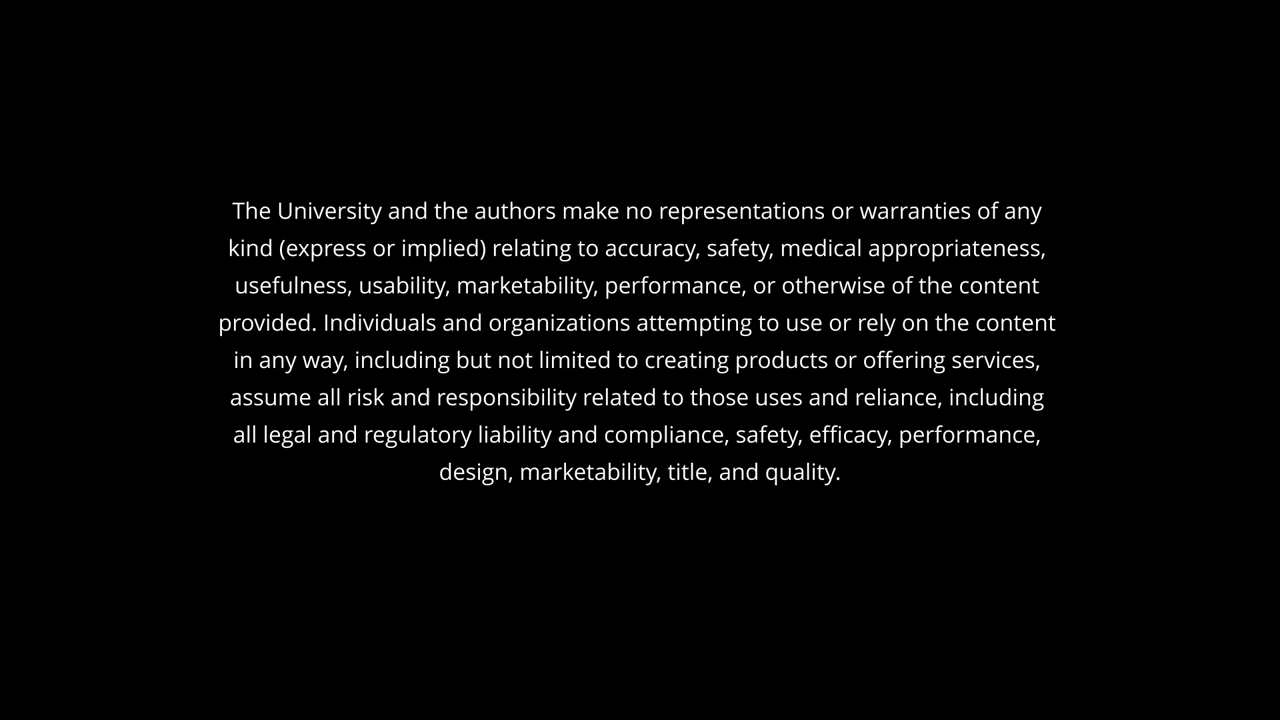 The University and the authors make no representations or warranties of any
kind (express or implied) relating to accuracy, safety, medical appropriateness,
usefulness, usability, marketability, performance, or otherwise of the content
provided. Individuals and organizations attempting to use or rely on the content
in any way, including but not limited to creating products or offering services,
assume all risk and responsibility related to those uses and reliance, including
all legal and regulatory liability and compliance, safety, efficacy, performance,
design, marketability, title, and quality.